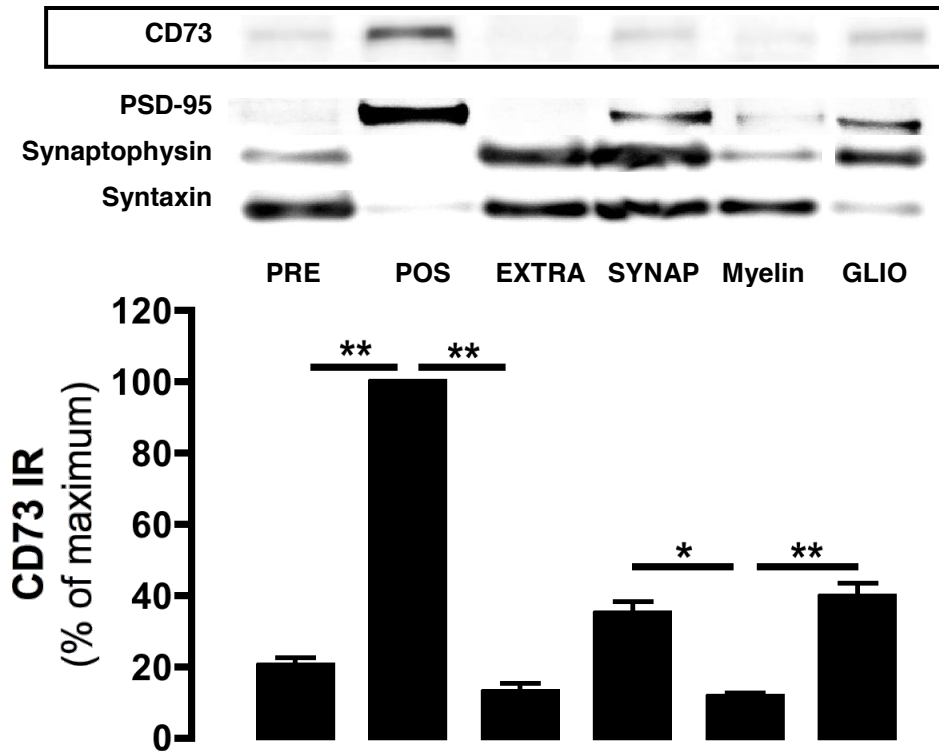 CD73
PSD-95
Synaptophysin
Syntaxin
PRE POS EXTRA SYNAP Myelin GLIO
120
100
80
60
40
20
0
CD73 IR
(% of maximum)
** **
* **